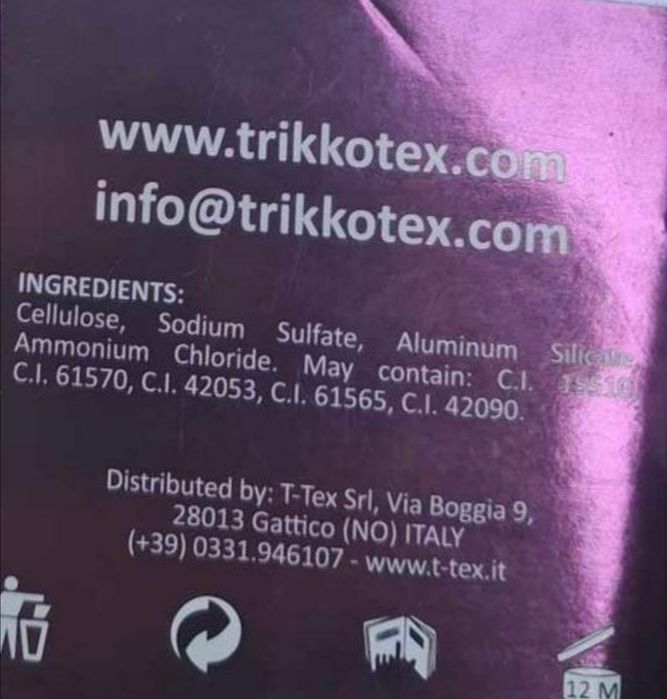 www.trikkotex.com
info@trikkotex.com
INGREDIENTS:
Cellulose, Sodium Sulfate, Aluminum Silicate,
Ammonium Chloride. May contain: C.I.
C.I. 61570, C.I. 42053, C.I. 61565, C.I. 42090.
Distributed by: T-Tex Srl, Via Boggia 9,
28013 Gattico (NO) ITALY
(+39) 0331.946107 - www.t-tex.it
12 M